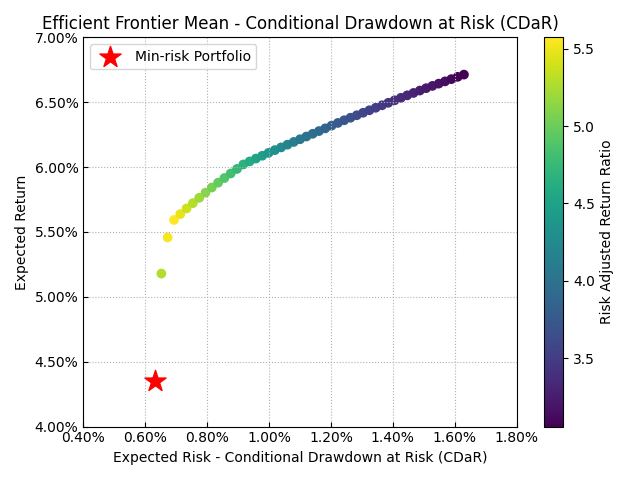 Efficient Frontier Mean - Conditional Drawdown at Risk (CDaR)
Min-risk Portfolio
7.00%
6.50%
6.00%
5.50%
5.00%
4.50%
4.00%
Expected Return
0.40% 0.60% 0.80% 1.00% 1.20% 1.40% 1.60% 1.80%
Expected Risk - Conditional Drawdown at Risk (CDaR)
5.5
5.0
4.5
4.0
3.5
Risk Adjusted Return Ratio